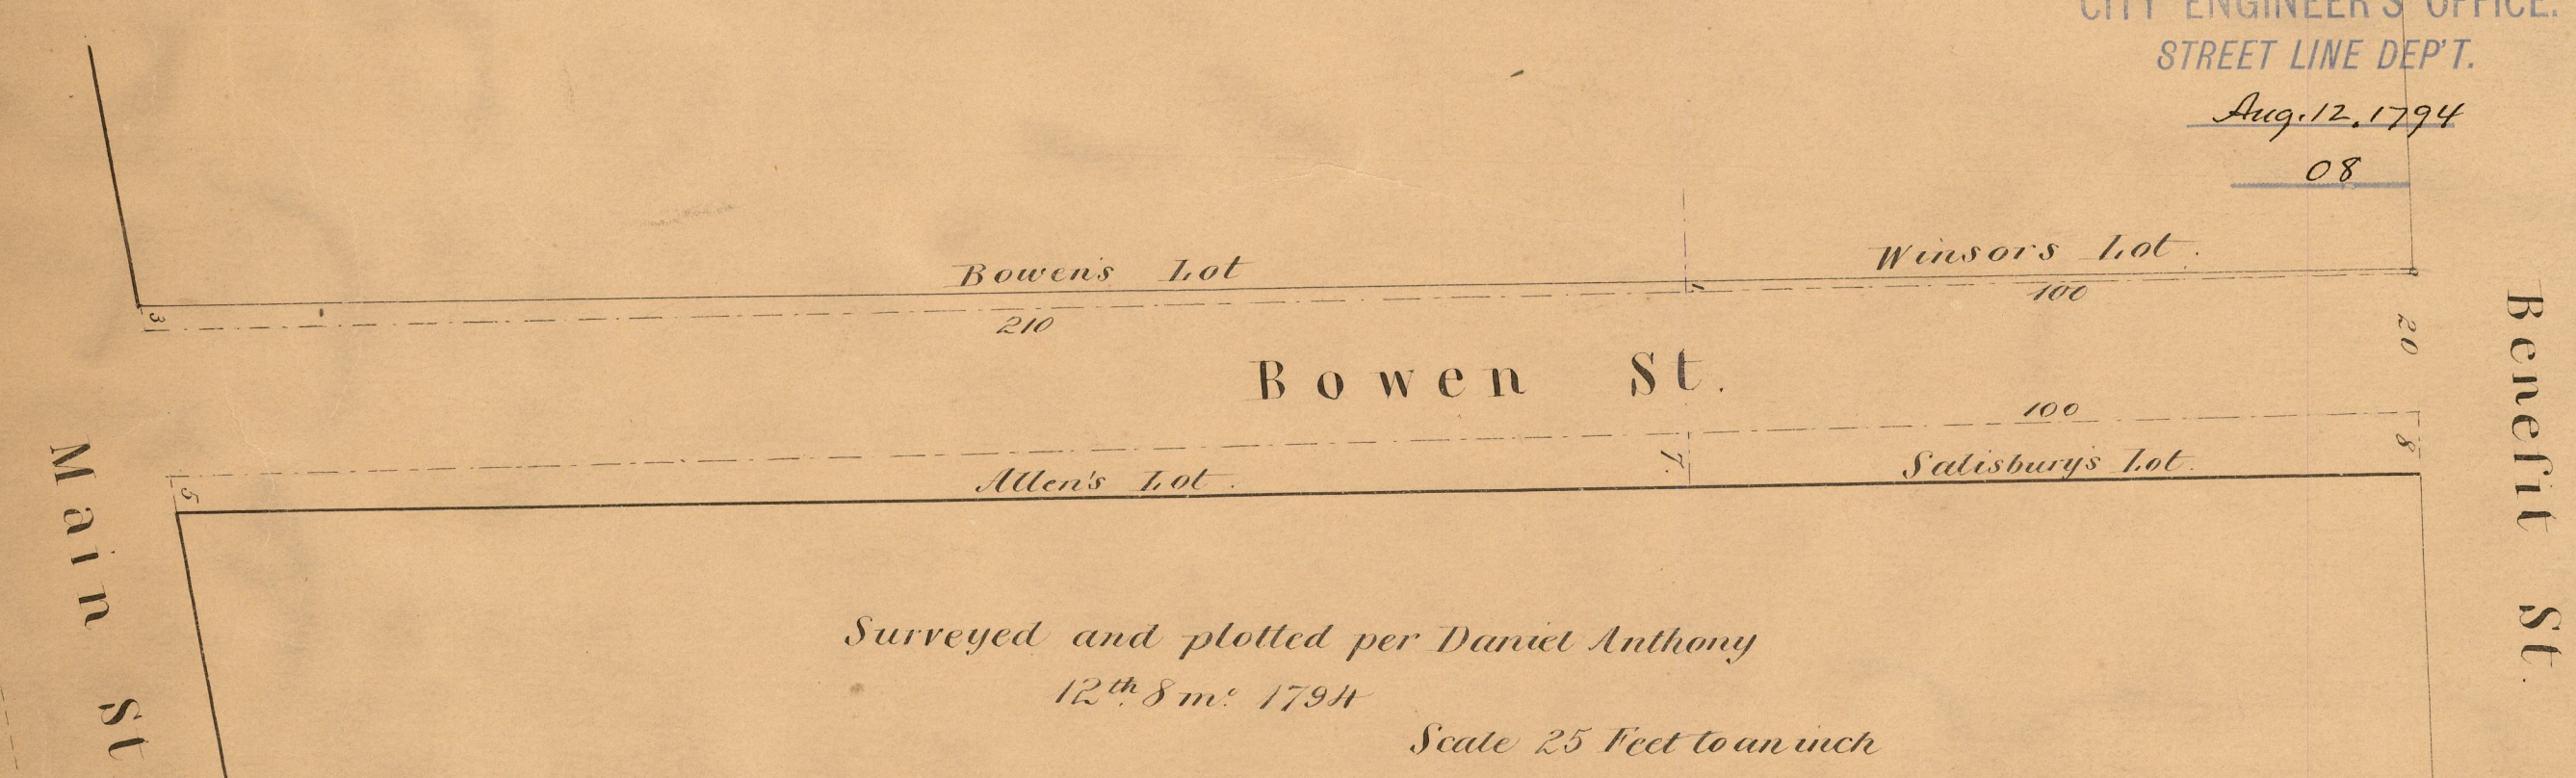 CITY ENGINEER'S OFFICE.
STREET LINE DEP'T.
Aug. 12, 1794
08
Bowen's Lot
Winsors Lot.
3
210
100
20
Bowen St.
100
8
7.
Allen's Lot.
Salisbury's Lot.
5
Main St
Benefit St.
Surveyed and plotted per Daniel Anthony
12th. 8 mo. 1794
Scale 25 Feet to an inch